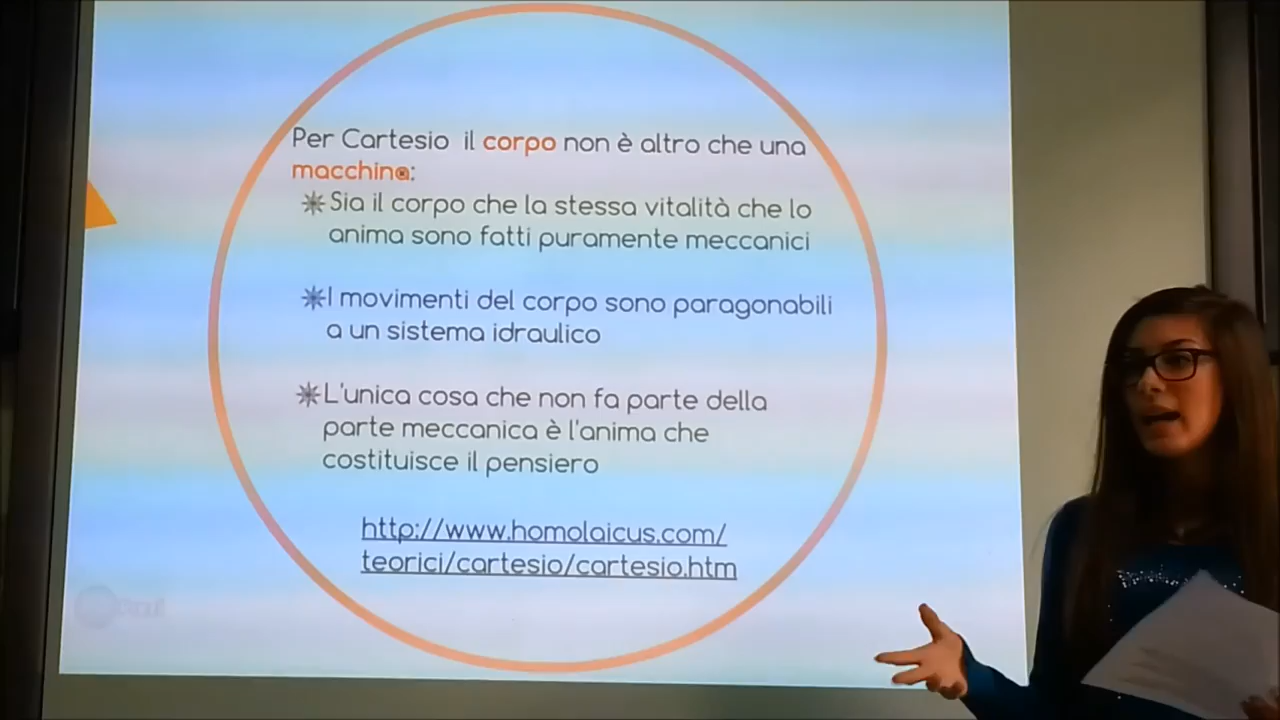 Per Cartesio il corpo non è altro che una
macchina:
Sia il corpo che la stessa vitalità che lo
anima sono fatti puramente meccanici
I movimenti del corpo sono paragonabili
a un sistema idraulico
L'unica cosa che non fa parte della
parte meccanica è l'anima che
costituisce il pensiero
http://www.homolaicus.com/
teorici/cartesio/cartesio.htm